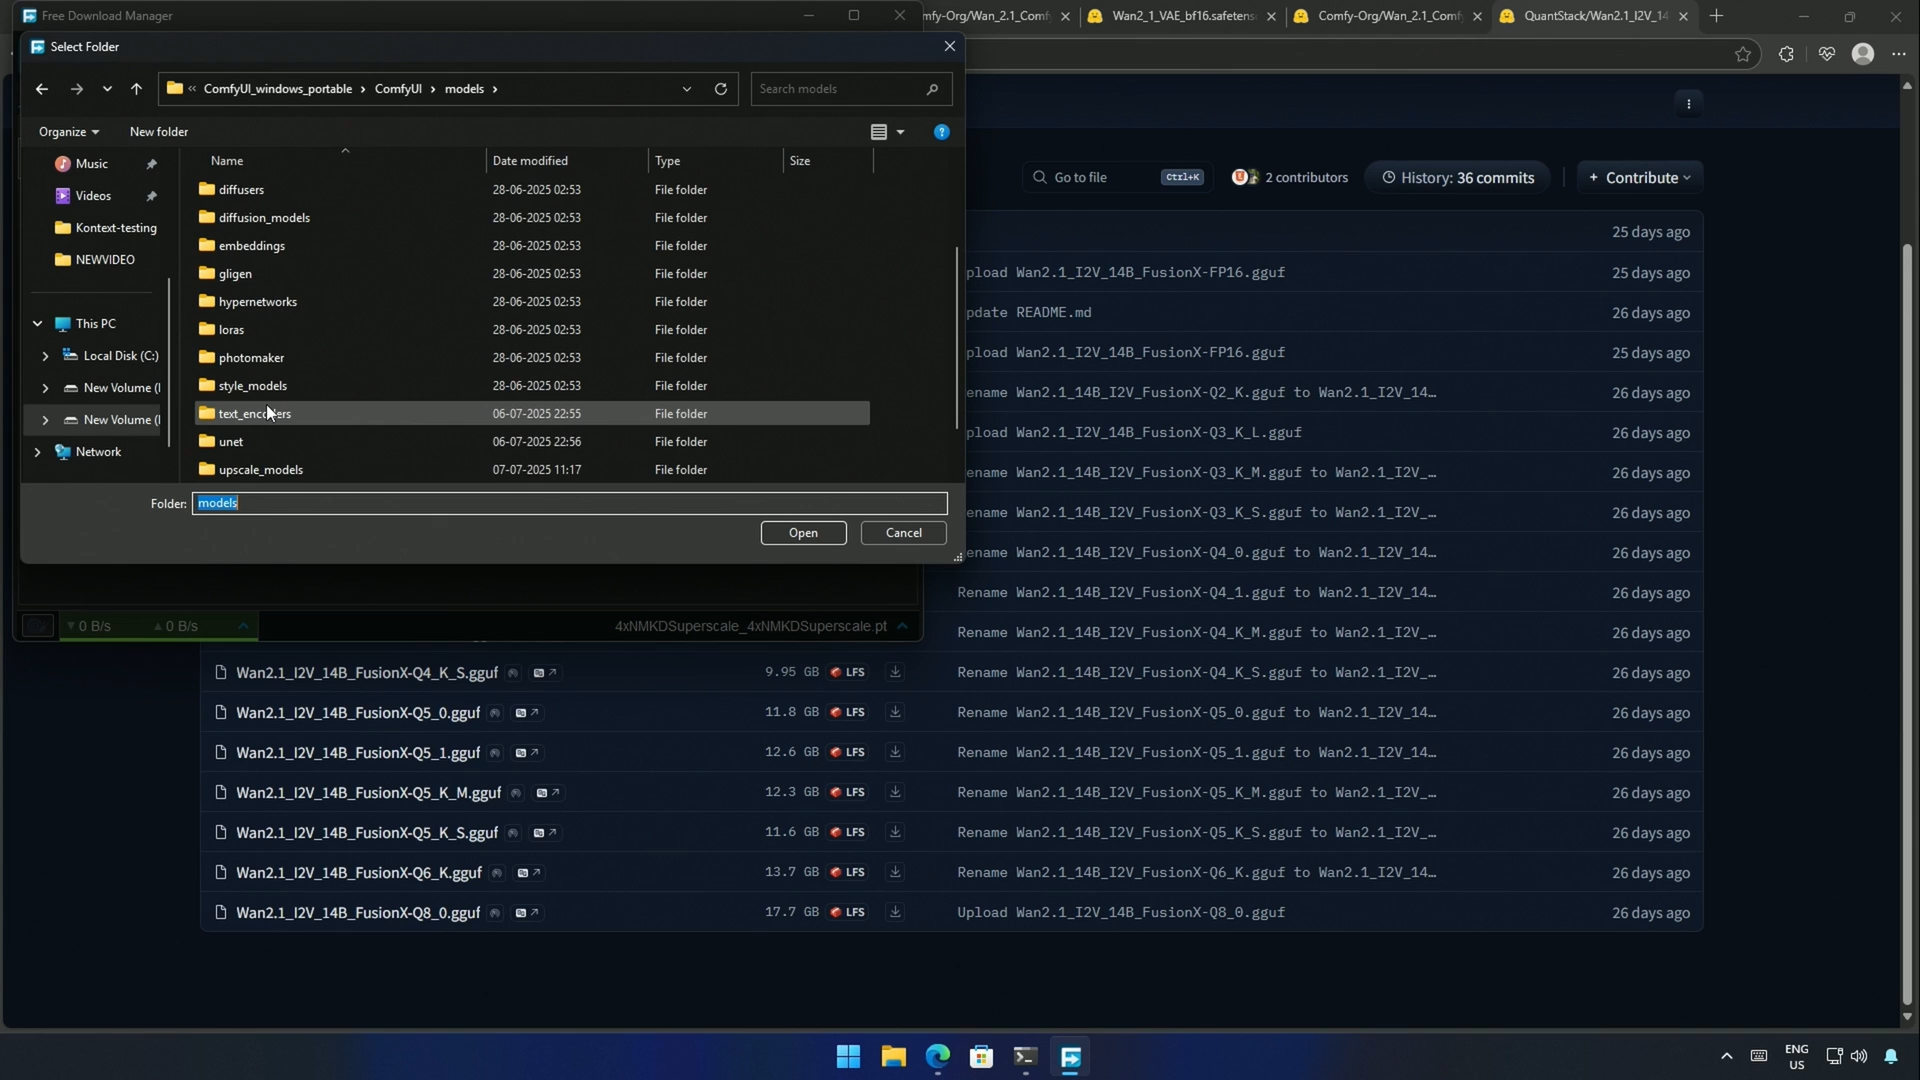 Free Download Manager
mfy-Org/Wan_2.1_Comf
Wan2_1_VAE_bf16.safetens
Comfy-Org/Wan_2.1_Comf
QuantStack/Wan2.1_I2V_14
Select Folder
« ComfyUI_windows_portable › ComfyUI › models ›
Search models
Organize
New folder
Name
Date modified
Type
Size
Music
Videos
Kontext-testing
NEWVIDEO
This PC
Local Disk (C:)
New Volume (
New Volume (
Network
diffusers 28-06-2025 02:53 File folder
diffusion_models 28-06-2025 02:53 File folder
embeddings 28-06-2025 02:53 File folder
gligen 28-06-2025 02:53 File folder
hypernetworks 28-06-2025 02:53 File folder
loras 28-06-2025 02:53 File folder
photomaker 28-06-2025 02:53 File folder
style_models 28-06-2025 02:53 File folder
text_encoders 06-07-2025 22:55 File folder
unet 06-07-2025 22:56 File folder
upscale_models 07-07-2025 11:17 File folder
Folder: models
Open
Cancel
0 B/s
0 B/s
4xNMKDSuperscale_4xNMKDSuperscale.pt
Go to file
Ctrl+K
2 contributors
History: 36 commits
+ Contribute
25 days ago
pload Wan2.1_I2V_14B_FusionX-FP16.gguf 25 days ago
pdate README.md 26 days ago
pload Wan2.1_I2V_14B_FusionX-FP16.gguf 25 days ago
ename Wan2.1_14B_I2V_FusionX-Q2_K.gguf to Wan2.1_I2V_14… 26 days ago
pload Wan2.1_I2V_14B_FusionX-Q3_K_L.gguf 26 days ago
ename Wan2.1_14B_I2V_FusionX-Q3_K_M.gguf to Wan2.1_I2V_… 26 days ago
ename Wan2.1_14B_I2V_FusionX-Q3_K_S.gguf to Wan2.1_I2V_… 26 days ago
ename Wan2.1_14B_I2V_FusionX-Q4_0.gguf to Wan2.1_I2V_14… 26 days ago
Rename Wan2.1_14B_I2V_FusionX-Q4_1.gguf to Wan2.1_I2V_14… 26 days ago
Rename Wan2.1_14B_I2V_FusionX-Q4_K_M.gguf to Wan2.1_I2V_… 26 days ago
Wan2.1_I2V_14B_FusionX-Q4_K_S.gguf 9.95 GB LFS Rename Wan2.1_14B_I2V_FusionX-Q4_K_S.gguf to Wan2.1_I2V_… 26 days ago
Wan2.1_I2V_14B_FusionX-Q5_0.gguf 11.8 GB LFS Rename Wan2.1_14B_I2V_FusionX-Q5_0.gguf to Wan2.1_I2V_14… 26 days ago
Wan2.1_I2V_14B_FusionX-Q5_1.gguf 12.6 GB LFS Rename Wan2.1_14B_I2V_FusionX-Q5_1.gguf to Wan2.1_I2V_14… 26 days ago
Wan2.1_I2V_14B_FusionX-Q5_K_M.gguf 12.3 GB LFS Rename Wan2.1_14B_I2V_FusionX-Q5_K_M.gguf to Wan2.1_I2V_… 26 days ago
Wan2.1_I2V_14B_FusionX-Q5_K_S.gguf 11.6 GB LFS Rename Wan2.1_14B_I2V_FusionX-Q5_K_S.gguf to Wan2.1_I2V_… 26 days ago
Wan2.1_I2V_14B_FusionX-Q6_K.gguf 13.7 GB LFS Rename Wan2.1_14B_I2V_FusionX-Q6_K.gguf to Wan2.1_I2V_14… 26 days ago
Wan2.1_I2V_14B_FusionX-Q8_0.gguf 17.7 GB LFS Upload Wan2.1_I2V_14B_FusionX-Q8_0.gguf 26 days ago
ENG
US